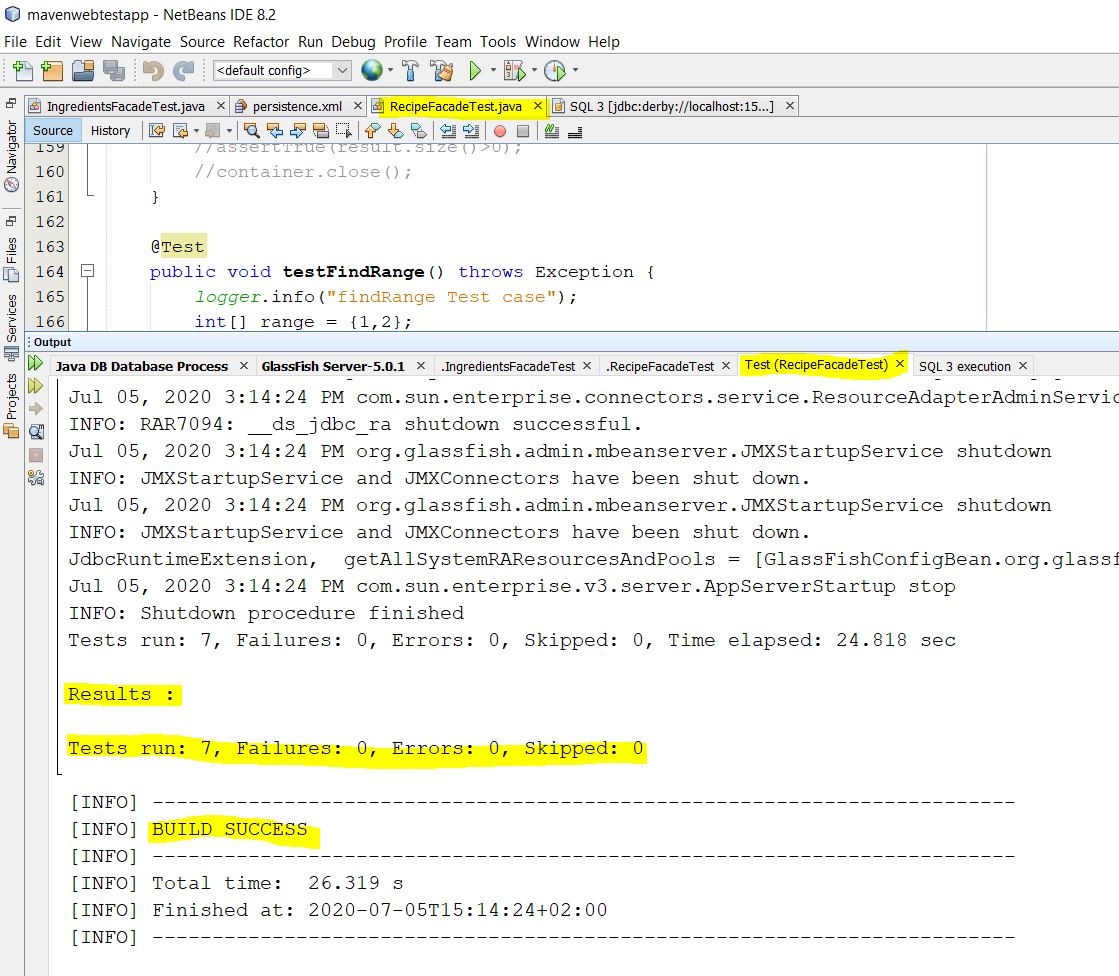 mavenwebtestapp - NetBeans IDE 8.2
File Edit View Navigate Source Refactor Run Debug Profile Team Tools Window Help
<default config>
IngredientsFacadeTest.java persistence.xml RecipeFacadeTest.java SQL 3 [jdbc:derby://localhost:15...]
Source History
Navigator
Files
Services
Projects
159 //assertTrue(result.size()>0);
160 //container.close();
161 }
162
163 @Test
164 public void testFindRange() throws Exception {
165 logger.info("findRange Test case");
166 int[] range = {1,2};
Output
Java DB Database Process GlassFish Server-5.0.1 .IngredientsFacadeTest .RecipeFacadeTest Test (RecipeFacadeTest) SQL 3 execution
Jul 05, 2020 3:14:24 PM com.sun.enterprise.connectors.service.ResourceAdapterAdminServic
INFO: RAR7094: __ds_jdbc_ra shutdown successful.
Jul 05, 2020 3:14:24 PM org.glassfish.admin.mbeanserver.JMXStartupService shutdown
INFO: JMXStartupService and JMXConnectors have been shut down.
Jul 05, 2020 3:14:24 PM org.glassfish.admin.mbeanserver.JMXStartupService shutdown
INFO: JMXStartupService and JMXConnectors have been shut down.
JdbcRuntimeExtension, getAllSystemRAResourcesAndPools = [GlassFishConfigBean.org.glassf
Jul 05, 2020 3:14:24 PM com.sun.enterprise.v3.server.AppServerStartup stop
INFO: Shutdown procedure finished
Tests run: 7, Failures: 0, Errors: 0, Skipped: 0, Time elapsed: 24.818 sec
Results :
Tests run: 7, Failures: 0, Errors: 0, Skipped: 0
[INFO] ------------------------------------------------------------------------
[INFO] BUILD SUCCESS
[INFO] ------------------------------------------------------------------------
[INFO] Total time: 26.319 s
[INFO] Finished at: 2020-07-05T15:14:24+02:00
[INFO] ------------------------------------------------------------------------